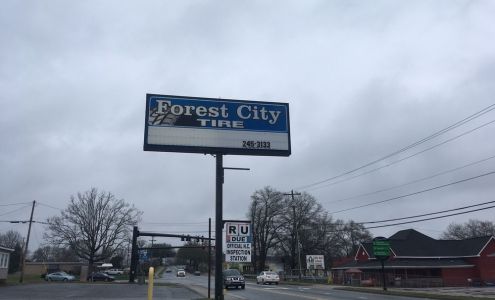 Forest City
TIRE
245-3133
R U
DUE
OFFICIAL N.C.
INSPECTION
STATION